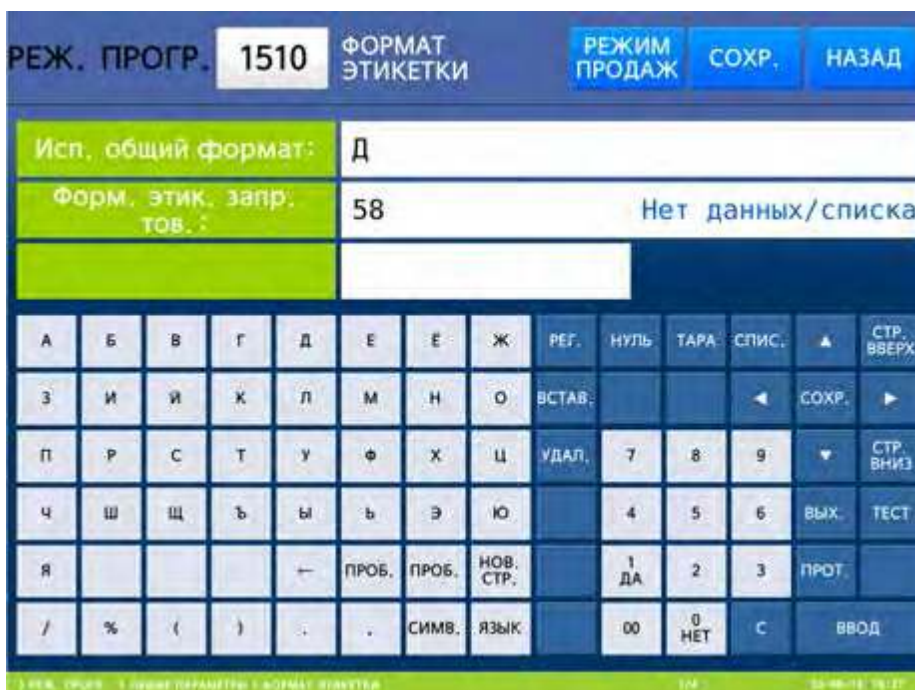 РЕЖ. ПРОГР. 1510 ФОРМАТ ЭТИКЕТКИ РЕЖИМ ПРОДАЖ СОХР. НАЗАД
Исп. общий формат: Д
Форм. этик. запр. тов.: 58 Нет данных/списка
А Б В Г Д Е Ё Ж РЕГ. НУЛЬ ТАРА СПИС. ▲ СТР. ВВЕРХ
З И Й К Л М Н О ВСТАВ. ◀ СОХР. ▶
П Р С Т У Ф Х Ц УДАЛ. 7 8 9 ▼ СТР. ВНИЗ
Ч Ш Щ Ъ Ы Ь Э Ю 4 5 6 ВЫХ. ТЕСТ
Я ← ПРОБ. ПРОБ. НОВ. СТР. 1 ДА 2 3 ПРОТ.
/ % ( ) . . СИМВ. ЯЗЫК 00 0 НЕТ С ВВОД